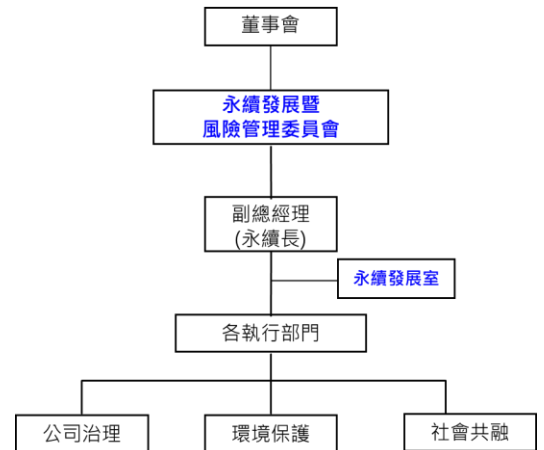 董事會
永續發展暨
風險管理委員會
副總經理
(永續長)
永續發展室
各執行部門
公司治理
環境保護
社會共融